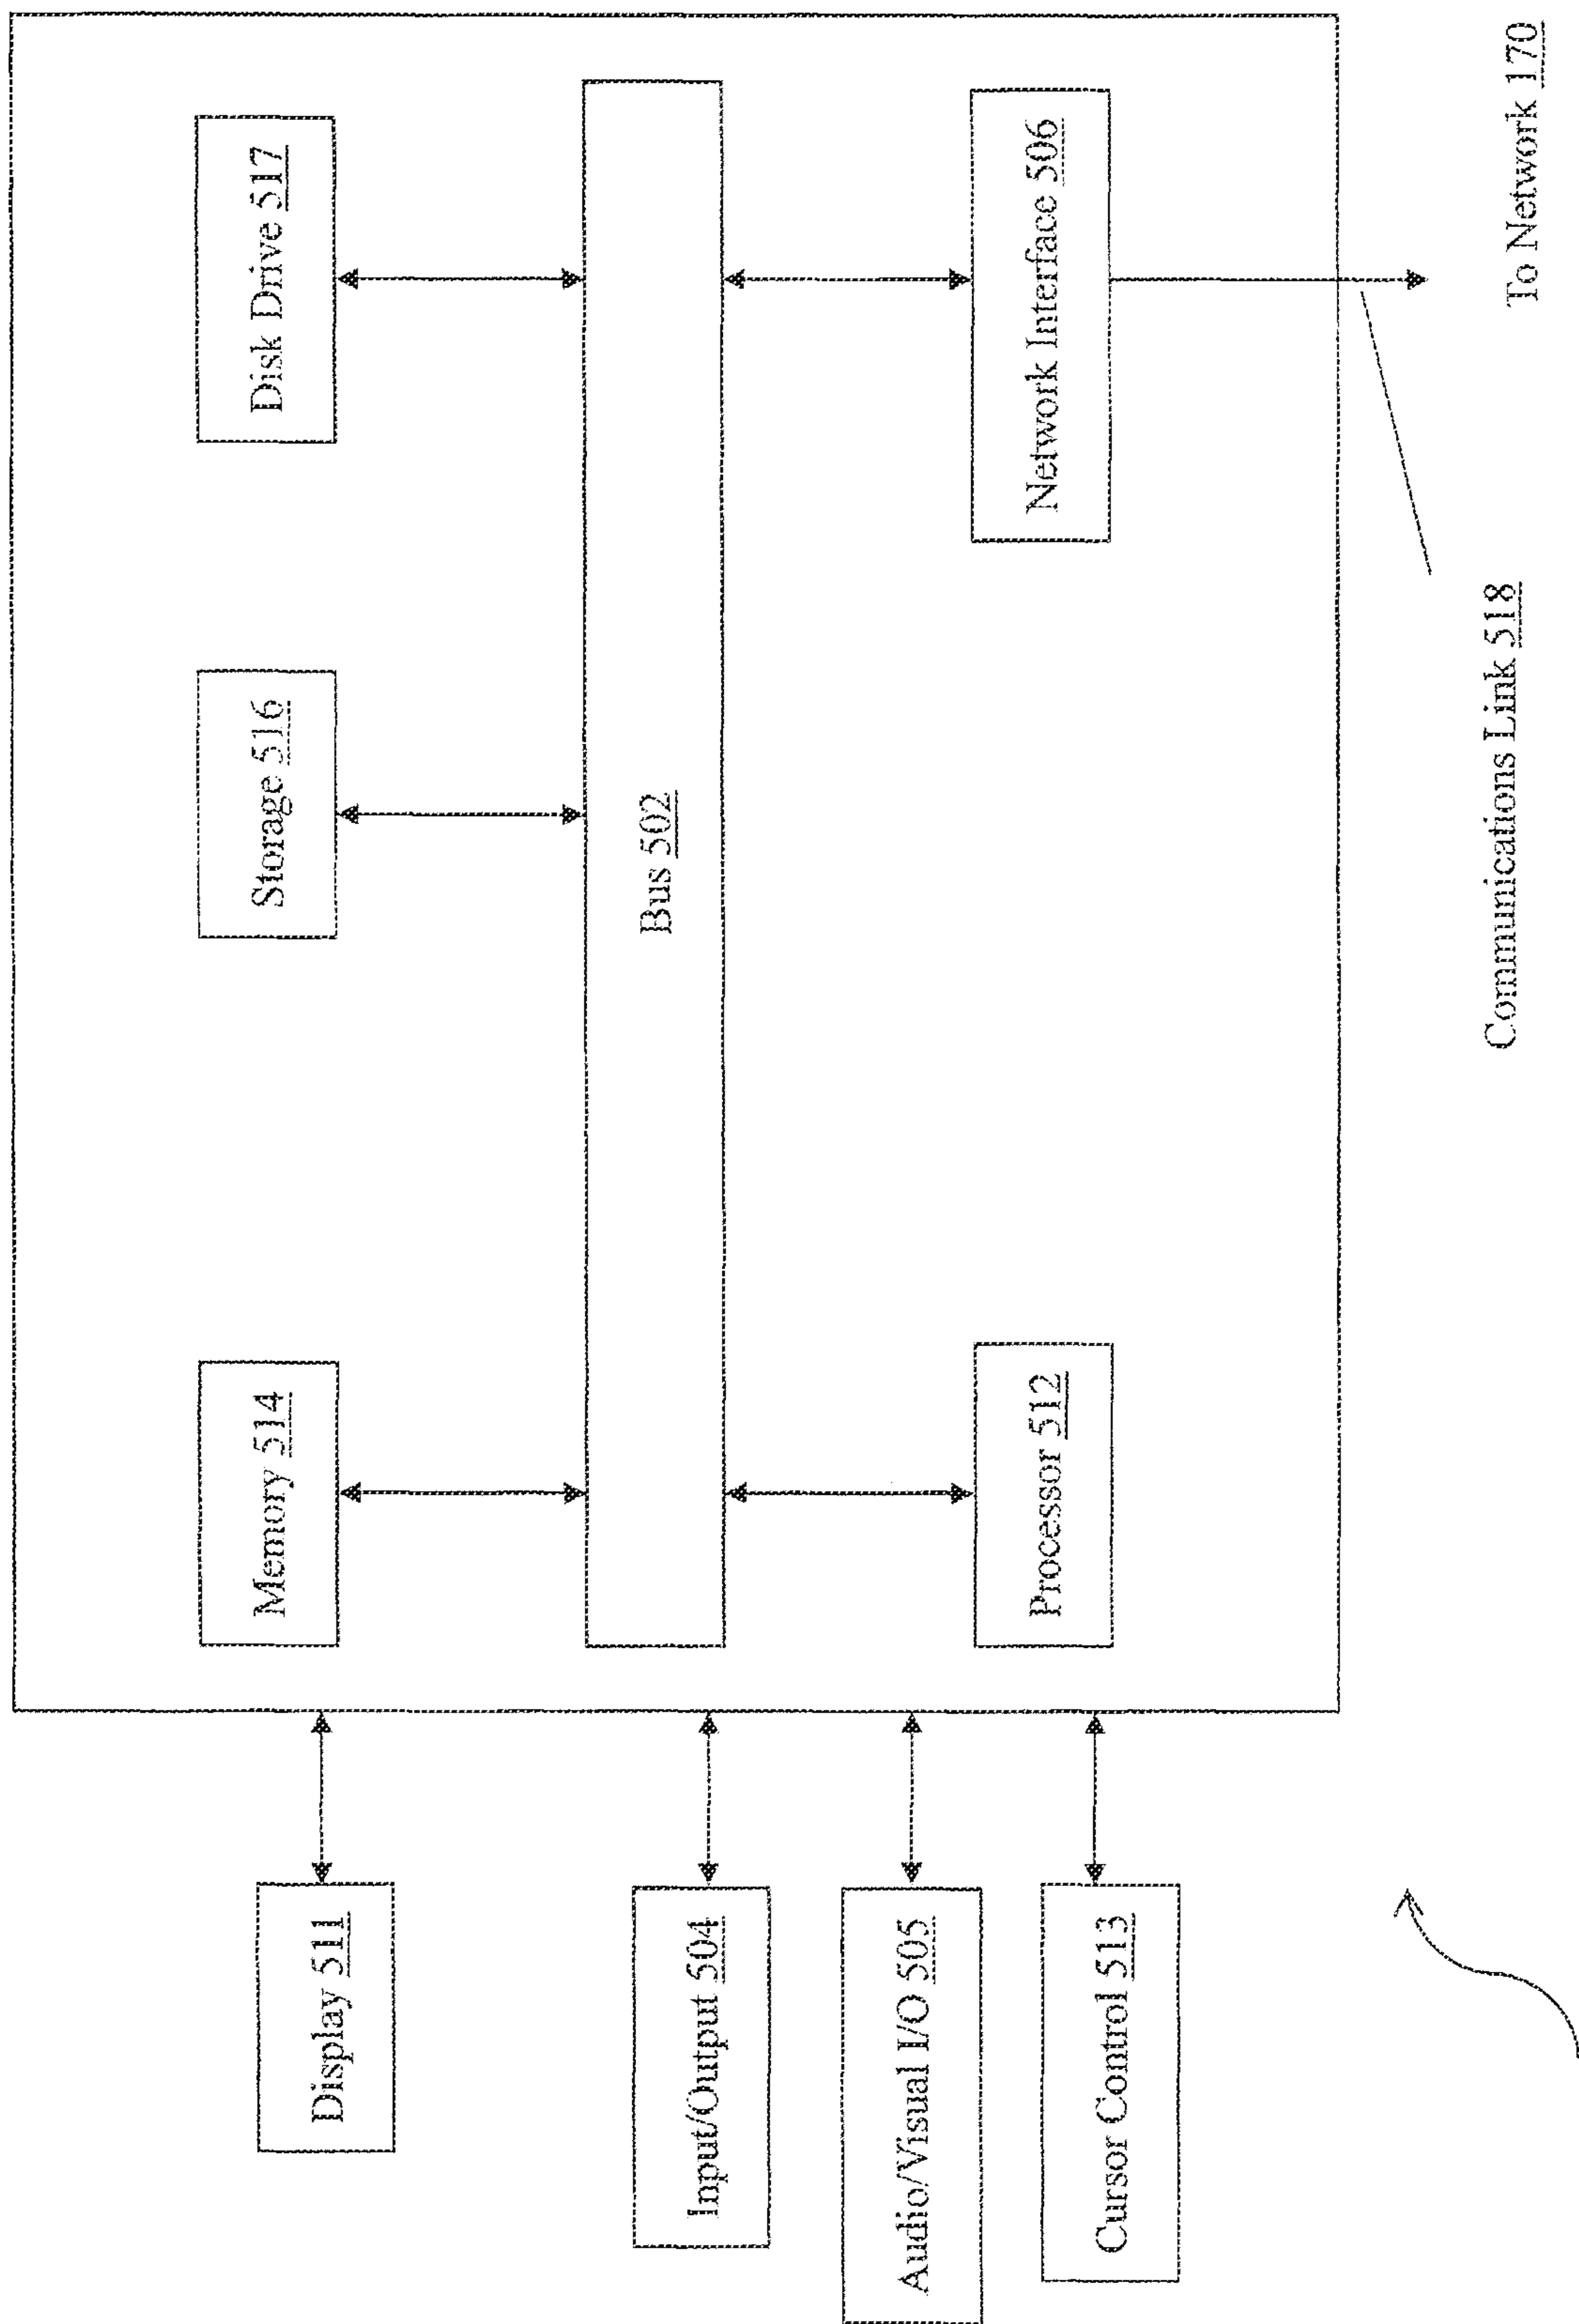 Display 511
Input/Output 504
Audio/Visual I/O 505
Cursor Control 513
Memory 514
Storage 516
Disk Drive 517
Bus 502
Processor 512
Network Interface 506
Communications Link 518
To Network 170